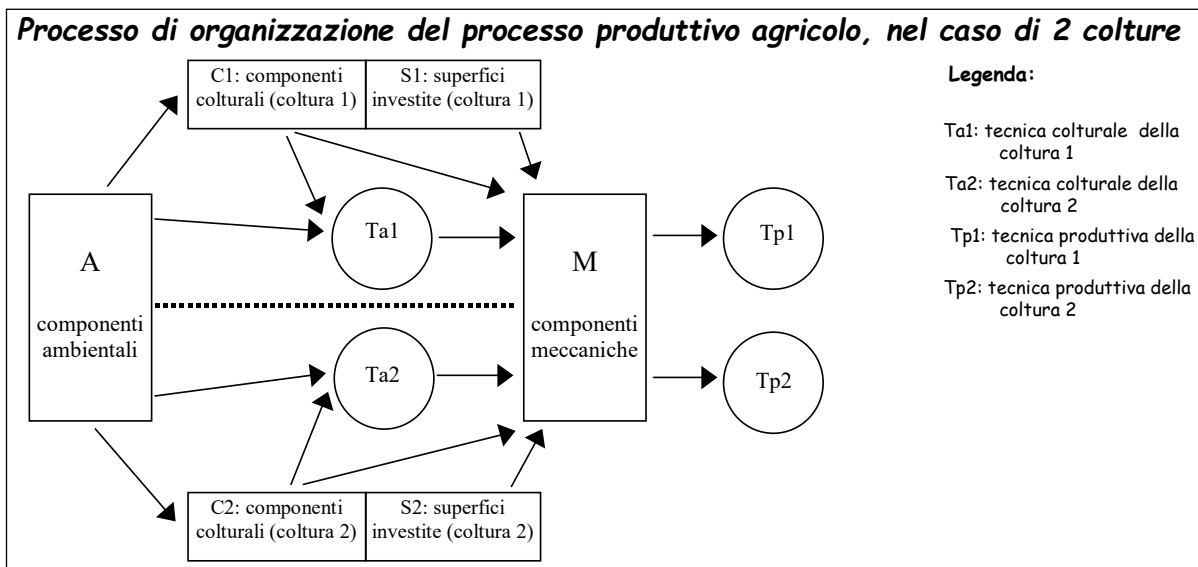 Processo di organizzazione del processo produttivo agricolo, nel caso di 2 colture
C1: componenti
colturali (coltura 1)
S1: superfici
investite (coltura 1)
Legenda:
Ta1: tecnica colturale della
coltura 1
Ta2: tecnica colturale della
coltura 2
Tp1: tecnica produttiva della
coltura 1
Tp2: tecnica produttiva della
coltura 2
A
componenti
ambientali
Ta1
Ta2
M
componenti
meccaniche
Tp1
Tp2
C2: componenti
colturali (coltura 2)
S2: superfici
investite (coltura 2)